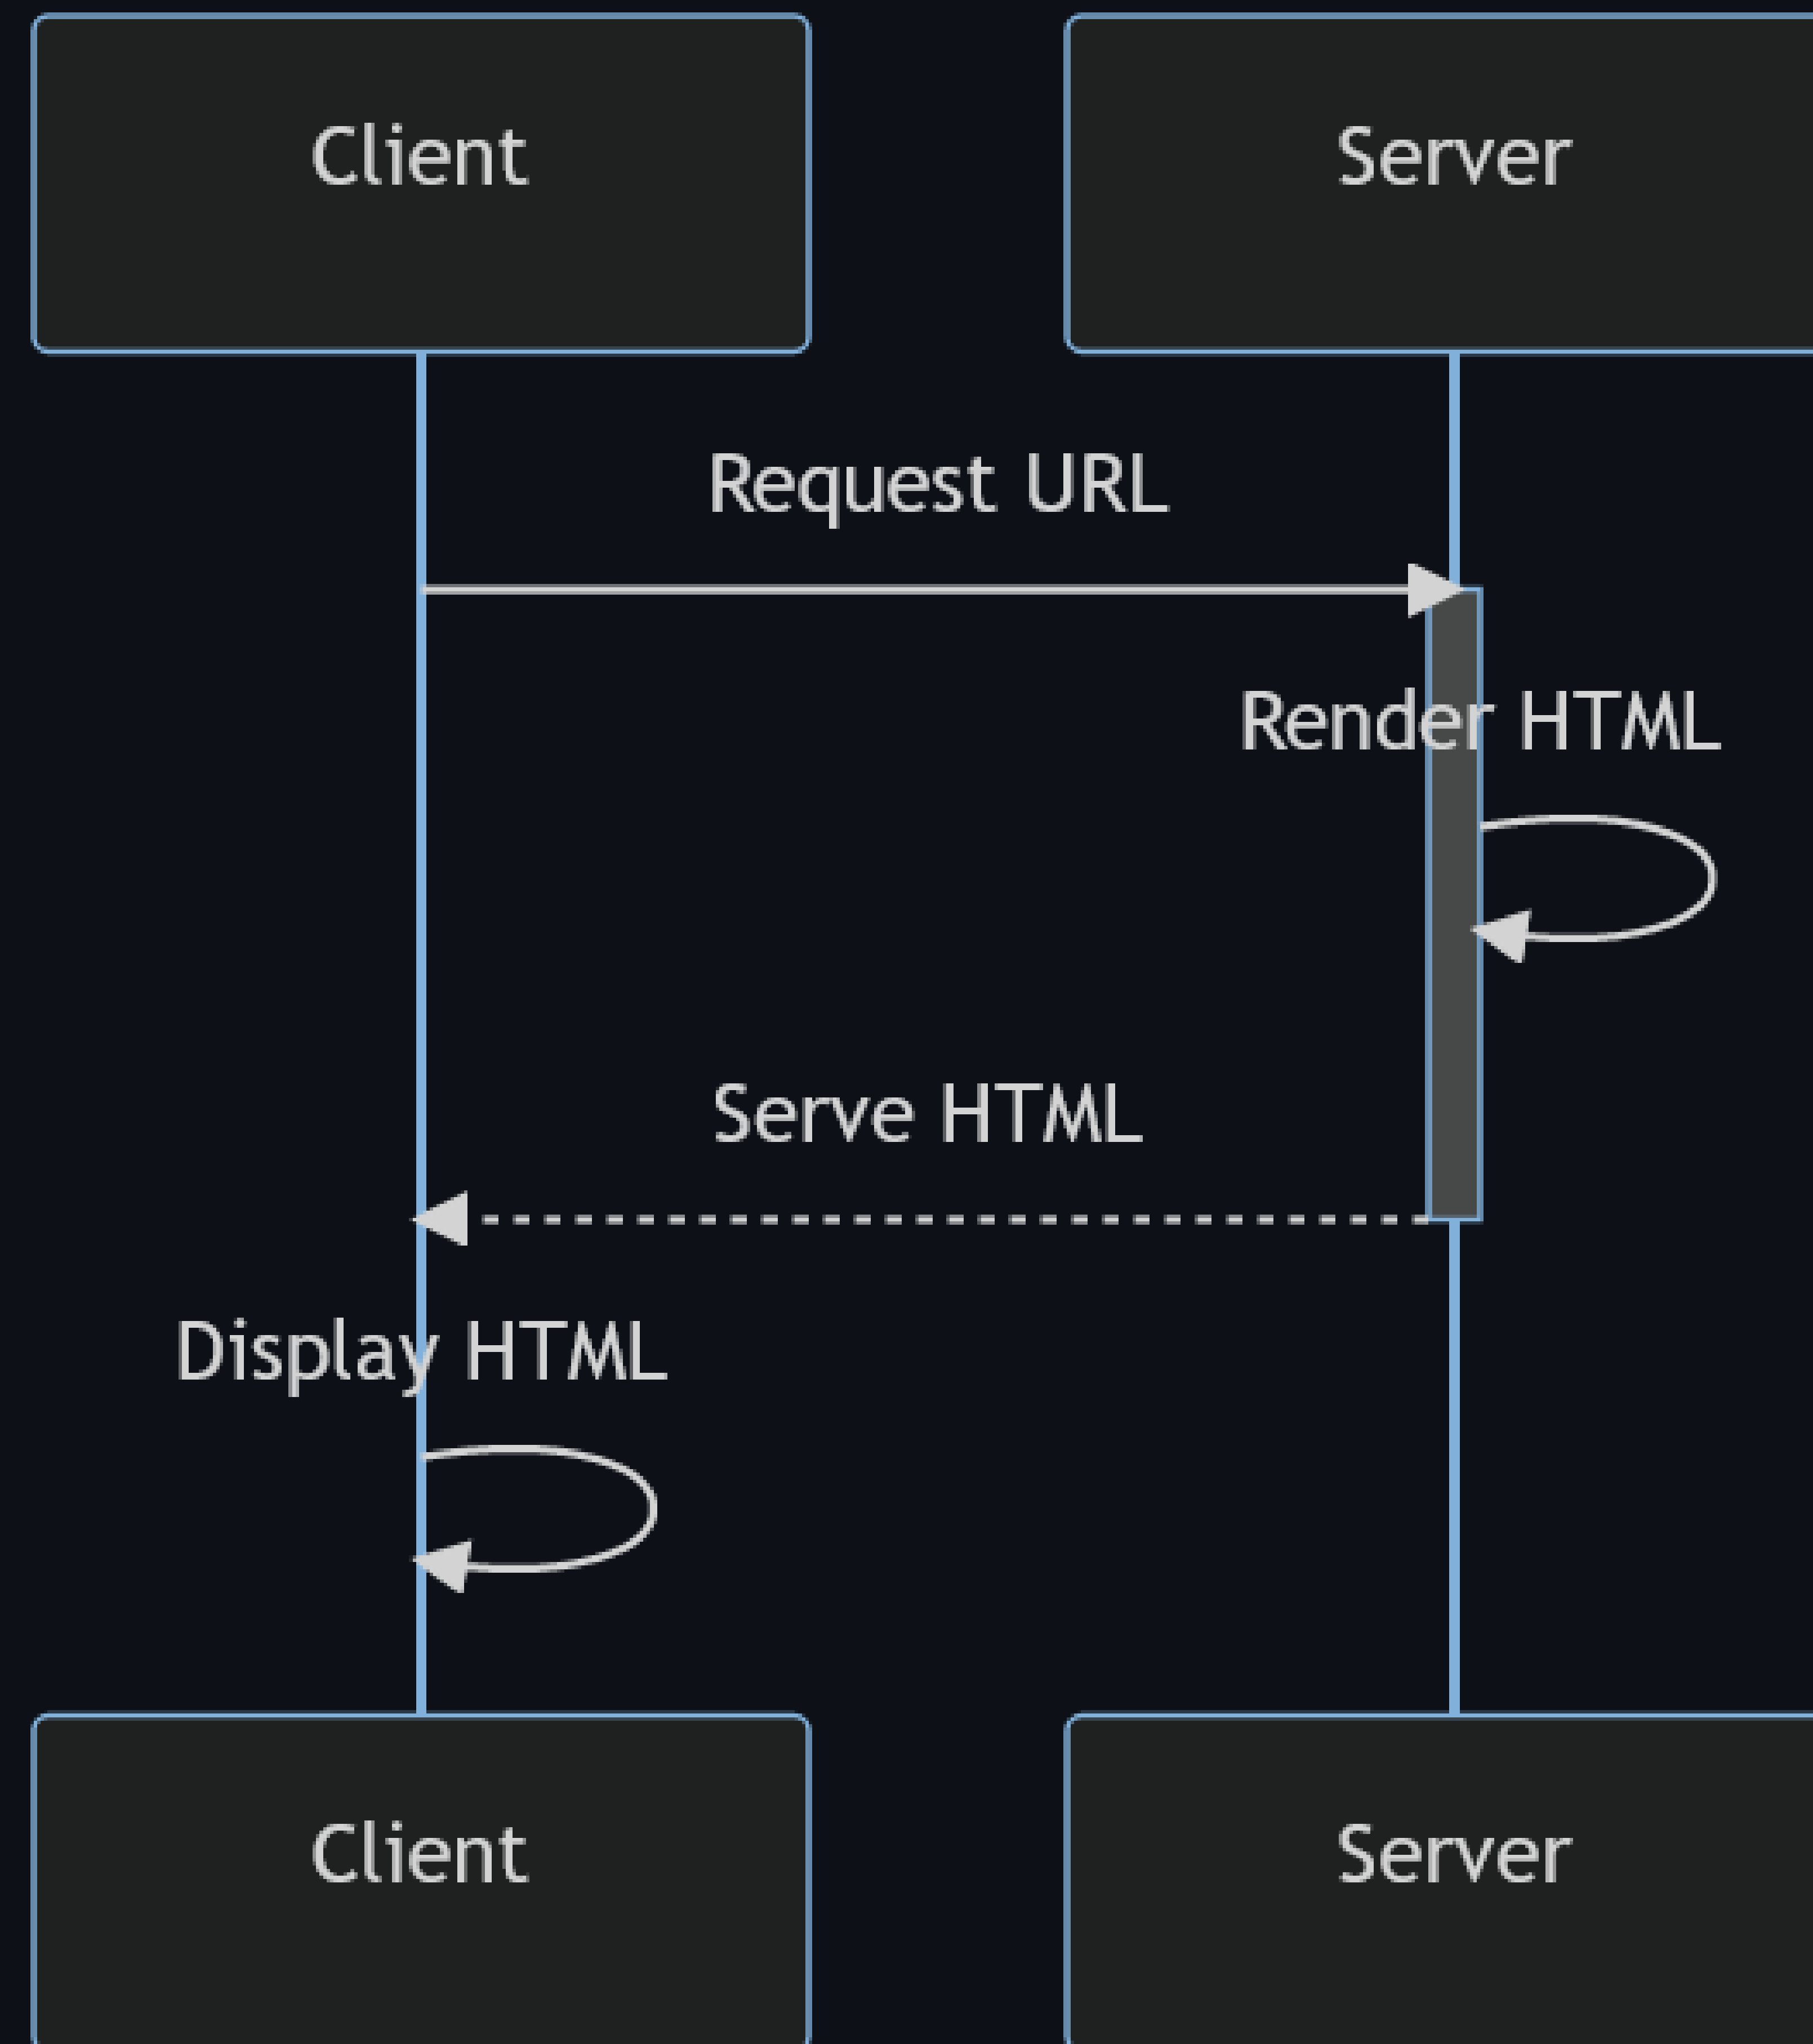 Client
Server
Request URL
Render HTML
Serve HTML
Display HTML
Client
Server